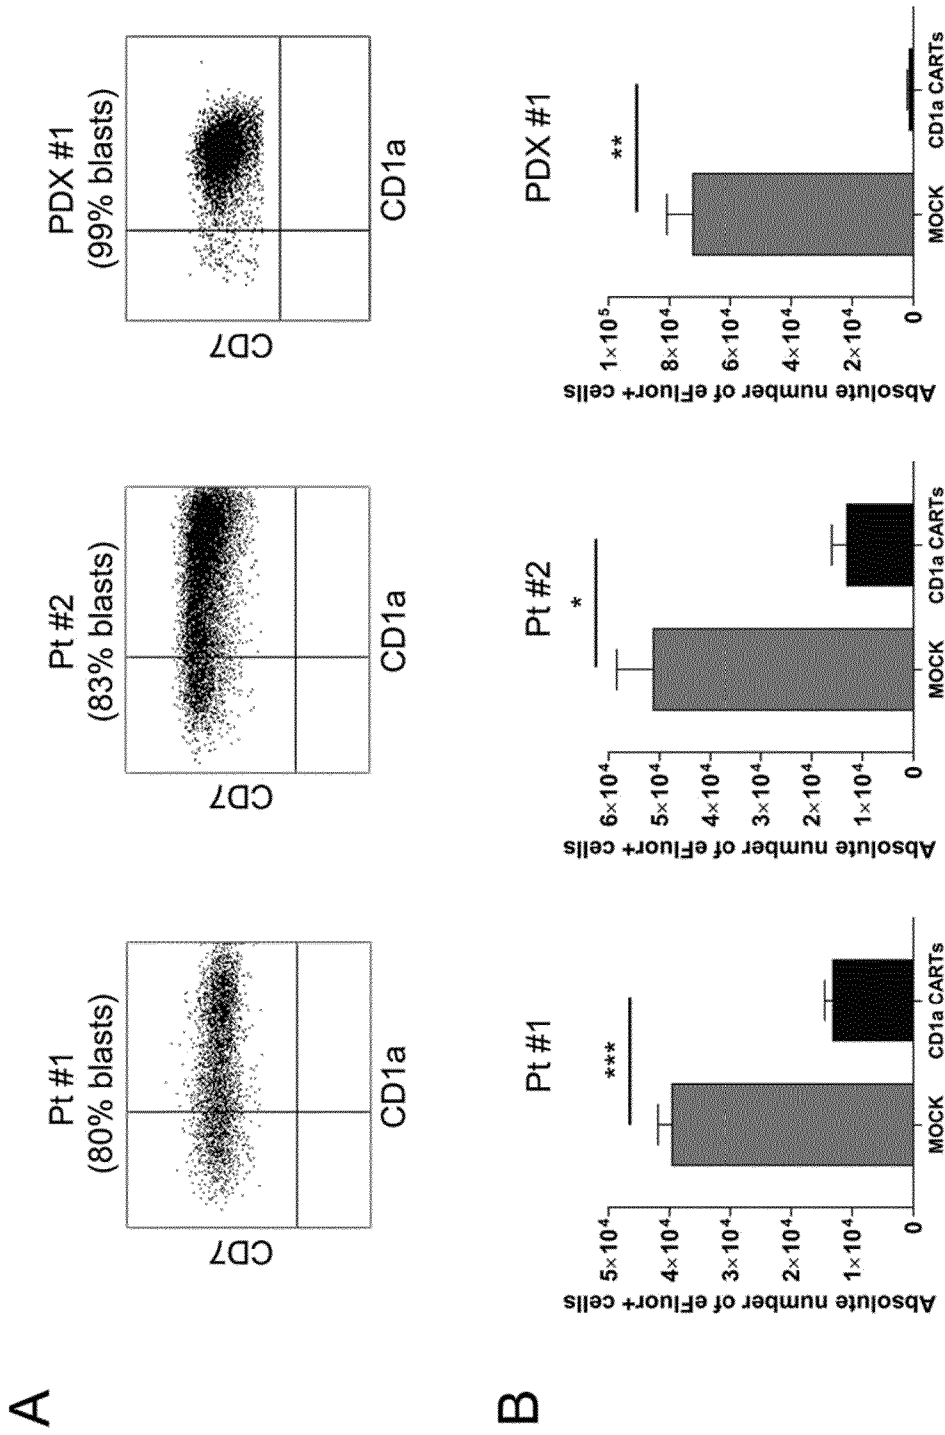 A
Pt #1
(80% blasts)
CD7
CD1a
Pt #2
(83% blasts)
CD7
CD1a
PDX #1
(99% blasts)
CD7
CD1a
B
Pt #1
***
Absolute number of eFluor+ cells
5×10⁴
4×10⁴
3×10⁴
2×10⁴
1×10⁴
0
MOCK
CD1a CARTs
Pt #2
*
Absolute number of eFluor+ cells
6×10⁴
5×10⁴
4×10⁴
3×10⁴
2×10⁴
1×10⁴
0
MOCK
CD1a CARTs
PDX #1
**
Absolute number of eFluor+ cells
1×10⁵
8×10⁴
6×10⁴
4×10⁴
2×10⁴
0
MOCK
CD1a CARTs